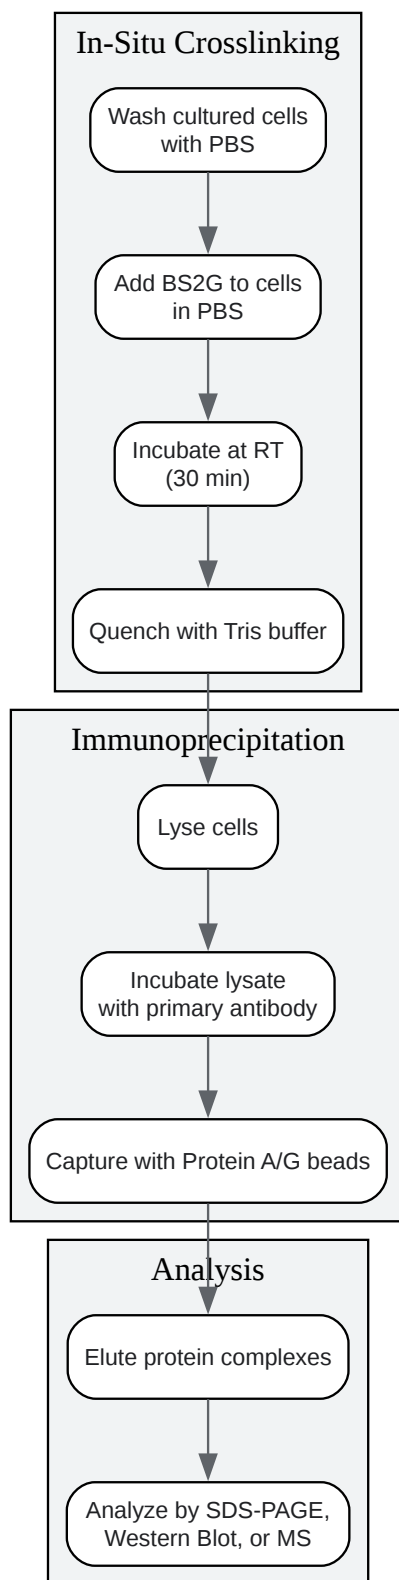 In-Situ Crosslinking
Wash cultured cells
with PBS
Add BS2G to cells
in PBS
Incubate at RT
(30 min)
Quench with Tris buffer
Immunoprecipitation
Lyse cells
Incubate lysate
with primary antibody
Capture with Protein A/G beads
Analysis
Elute protein complexes
Analyze by SDS-PAGE,
Western Blot, or MS